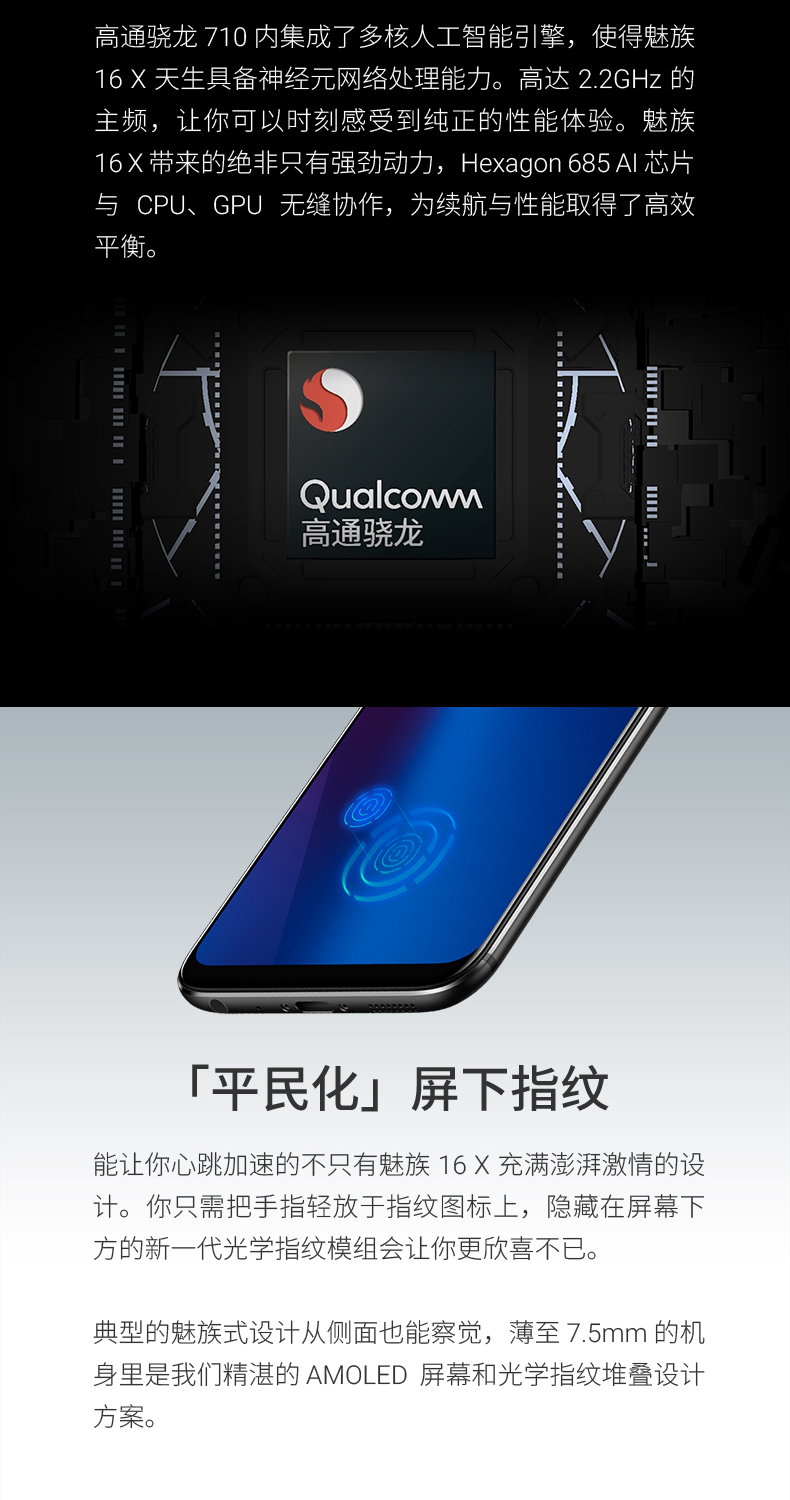 高通骁龙 710 内集成了多核人工智能引擎，使得魅族
16 X 天生具备神经元网络处理能力。高达 2.2GHz 的
主频，让你可以时刻感受到纯正的性能体验。魅族
16 X 带来的绝非只有强劲动力，Hexagon 685 AI 芯片
与 CPU、GPU 无缝协作，为续航与性能取得了高效
平衡。
Qualcomm
高通骁龙
「平民化」屏下指纹
能让你心跳加速的不只有魅族 16 X 充满澎湃激情的设
计。你只需把手指轻放于指纹图标上，隐藏在屏幕下
方的新一代光学指纹模组会让你更欣喜不已。
典型的魅族式设计从侧面也能察觉，薄至 7.5mm 的机
身里是我们精湛的 AMOLED 屏幕和光学指纹堆叠设计
方案。